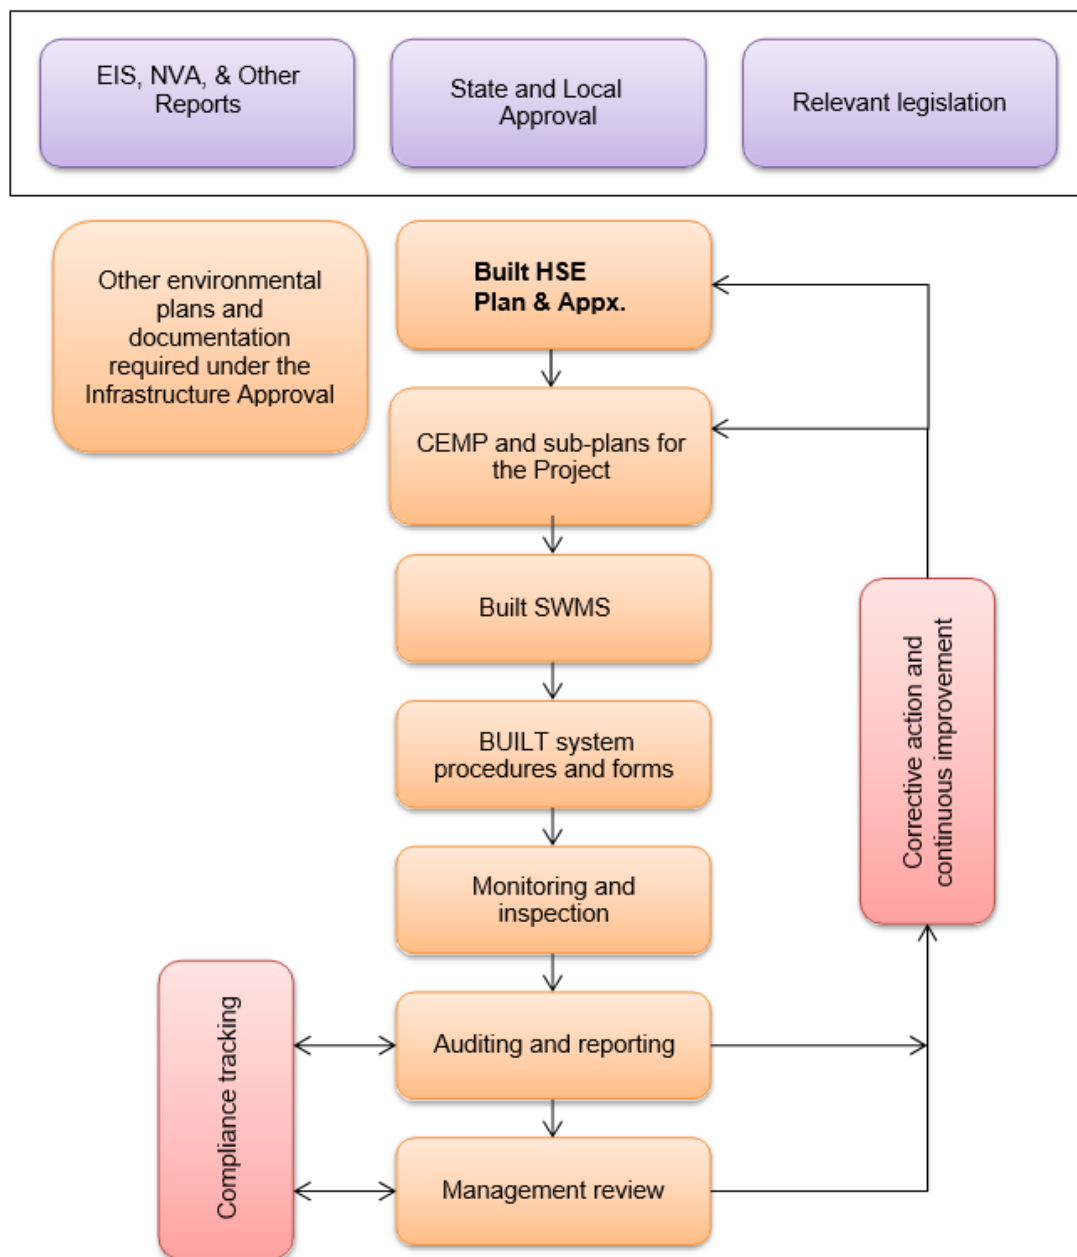 EIS, NVA, & Other
Reports
State and Local
Approval
Relevant legislation
Other environmental
plans and
documentation
required under the
Infrastructure Approval
Built HSE
Plan & Appx.
CEMP and sub-plans for
the Project
Built SWMS
BUILT system
procedures and forms
Monitoring and
inspection
Auditing and reporting
Management review
Compliance tracking
Corrective action and
continuous improvement